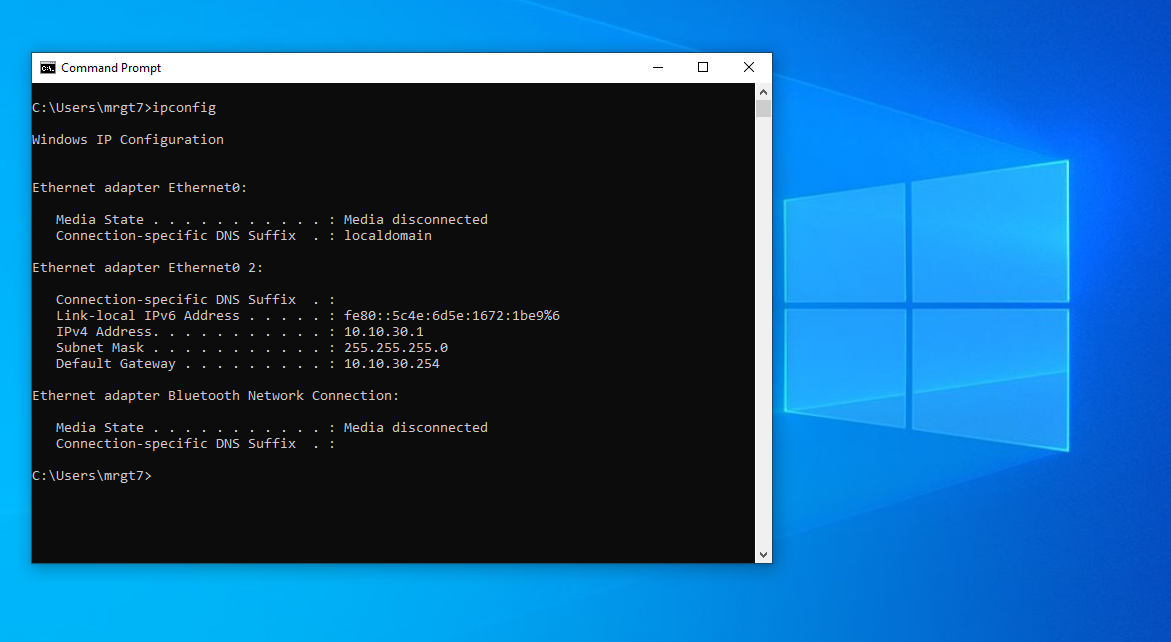 Command Prompt
C:\Users\mrgt7>ipconfig
Windows IP Configuration
Ethernet adapter Ethernet0:
   Media State . . . . . . . . . . . : Media disconnected
   Connection-specific DNS Suffix  . : localdomain
Ethernet adapter Ethernet0 2:
   Connection-specific DNS Suffix  . :
   Link-local IPv6 Address . . . . . : fe80::5c4e:6d5e:1672:1be9%6
   IPv4 Address. . . . . . . . . . . : 10.10.30.1
   Subnet Mask . . . . . . . . . . . : 255.255.255.0
   Default Gateway . . . . . . . . . : 10.10.30.254
Ethernet adapter Bluetooth Network Connection:
   Media State . . . . . . . . . . . : Media disconnected
   Connection-specific DNS Suffix  . :
C:\Users\mrgt7>